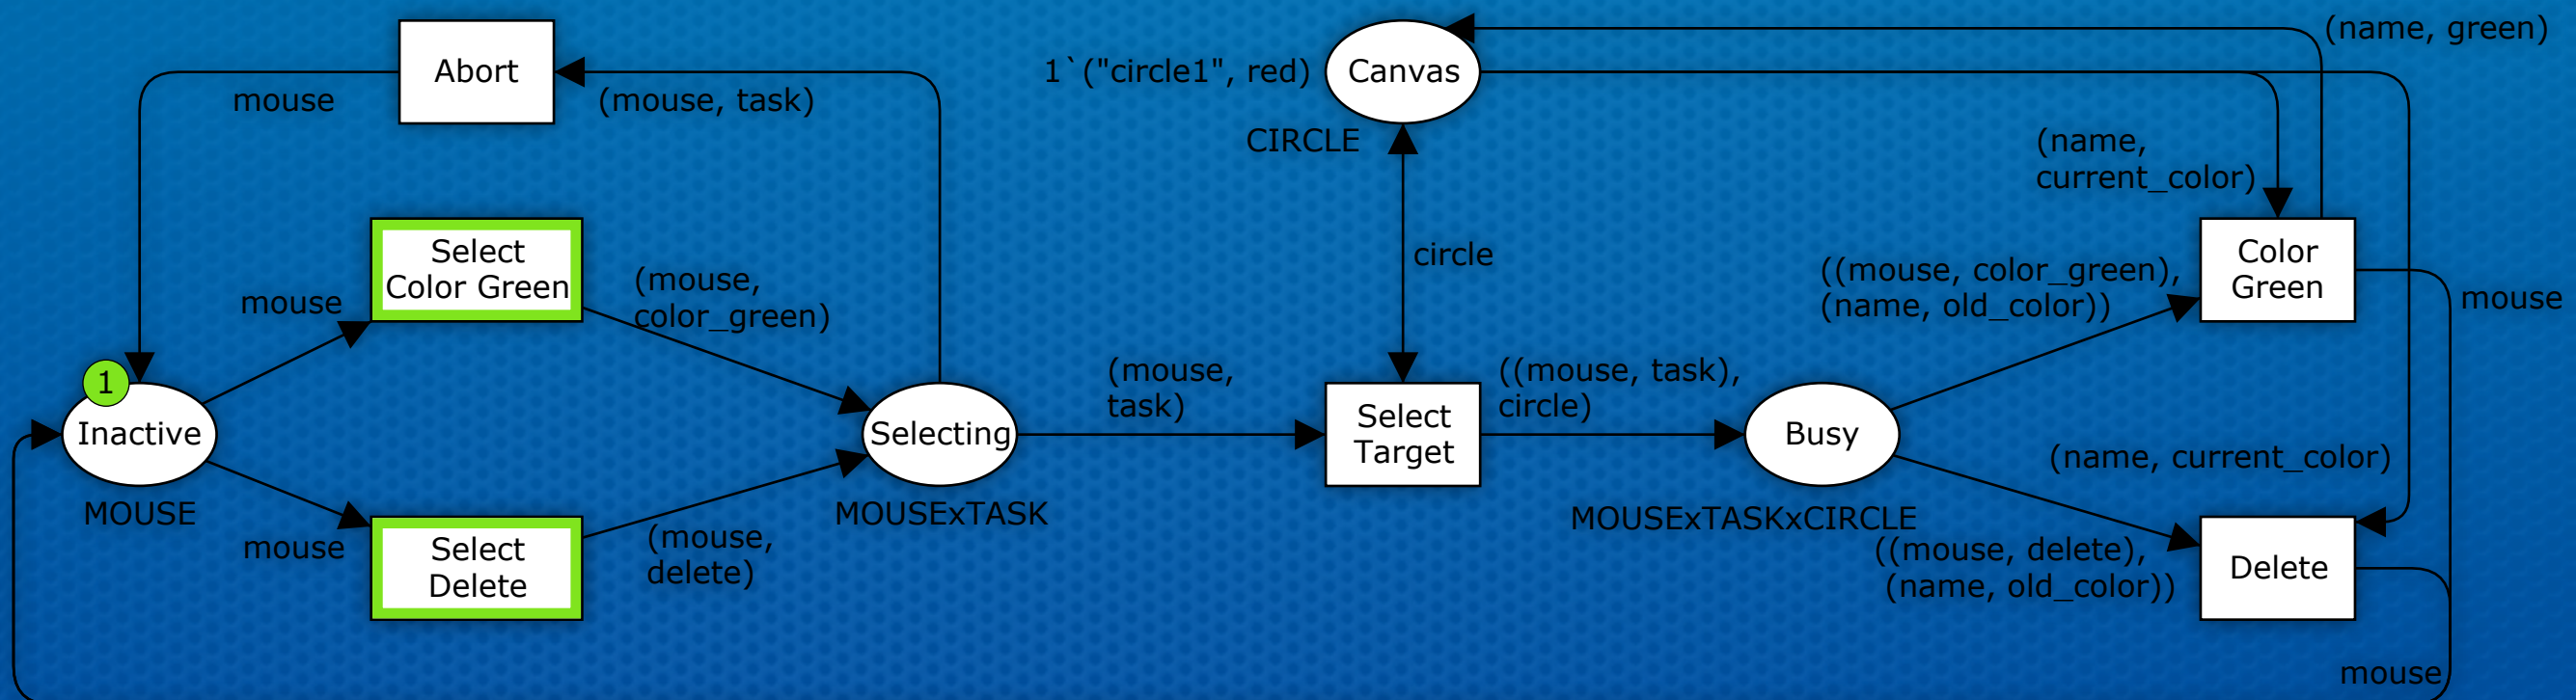 (name, green)
Abort
1`("circle1", red)
Canvas
mouse
(mouse, task)
CIRCLE
(name,
current_color)
Select
Color Green
mouse
(mouse,
color_green)
circle
Color
Green
((mouse, color_green),
(name, old_color))
mouse
1
Inactive
MOUSE
Selecting
MOUSExTASK
(mouse,
task)
Select
Target
((mouse, task),
circle)
Busy
MOUSExTASKxCIRCLE
(name, current_color)
mouse
Select
Delete
(mouse,
delete)
((mouse, delete),
(name, old_color))
Delete
mouse